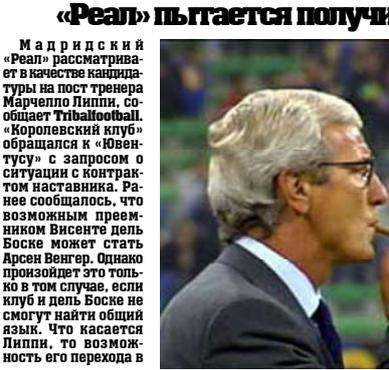 «Реал» пытается получи
Мадридский
«Реал» рассматрива-
ет в качестве кандида-
туры на пост тренера
Марчелло Липпи, со-
общает Tribalfootball.
«Королевский клуб»
обращался к «Ювен-
тусу» с запросом о
ситуации с контрак-
том наставника. Ра-
нее сообщалось, что
возможным преем-
ником Висенте дель
Боске может стать
Арсен Венгер. Однако
произойдет это толь-
ко в том случае, если
клуб и дель Боске не
смогут найти общий
язык. Что касается
Липпи, то возмож-
ность его перехода в